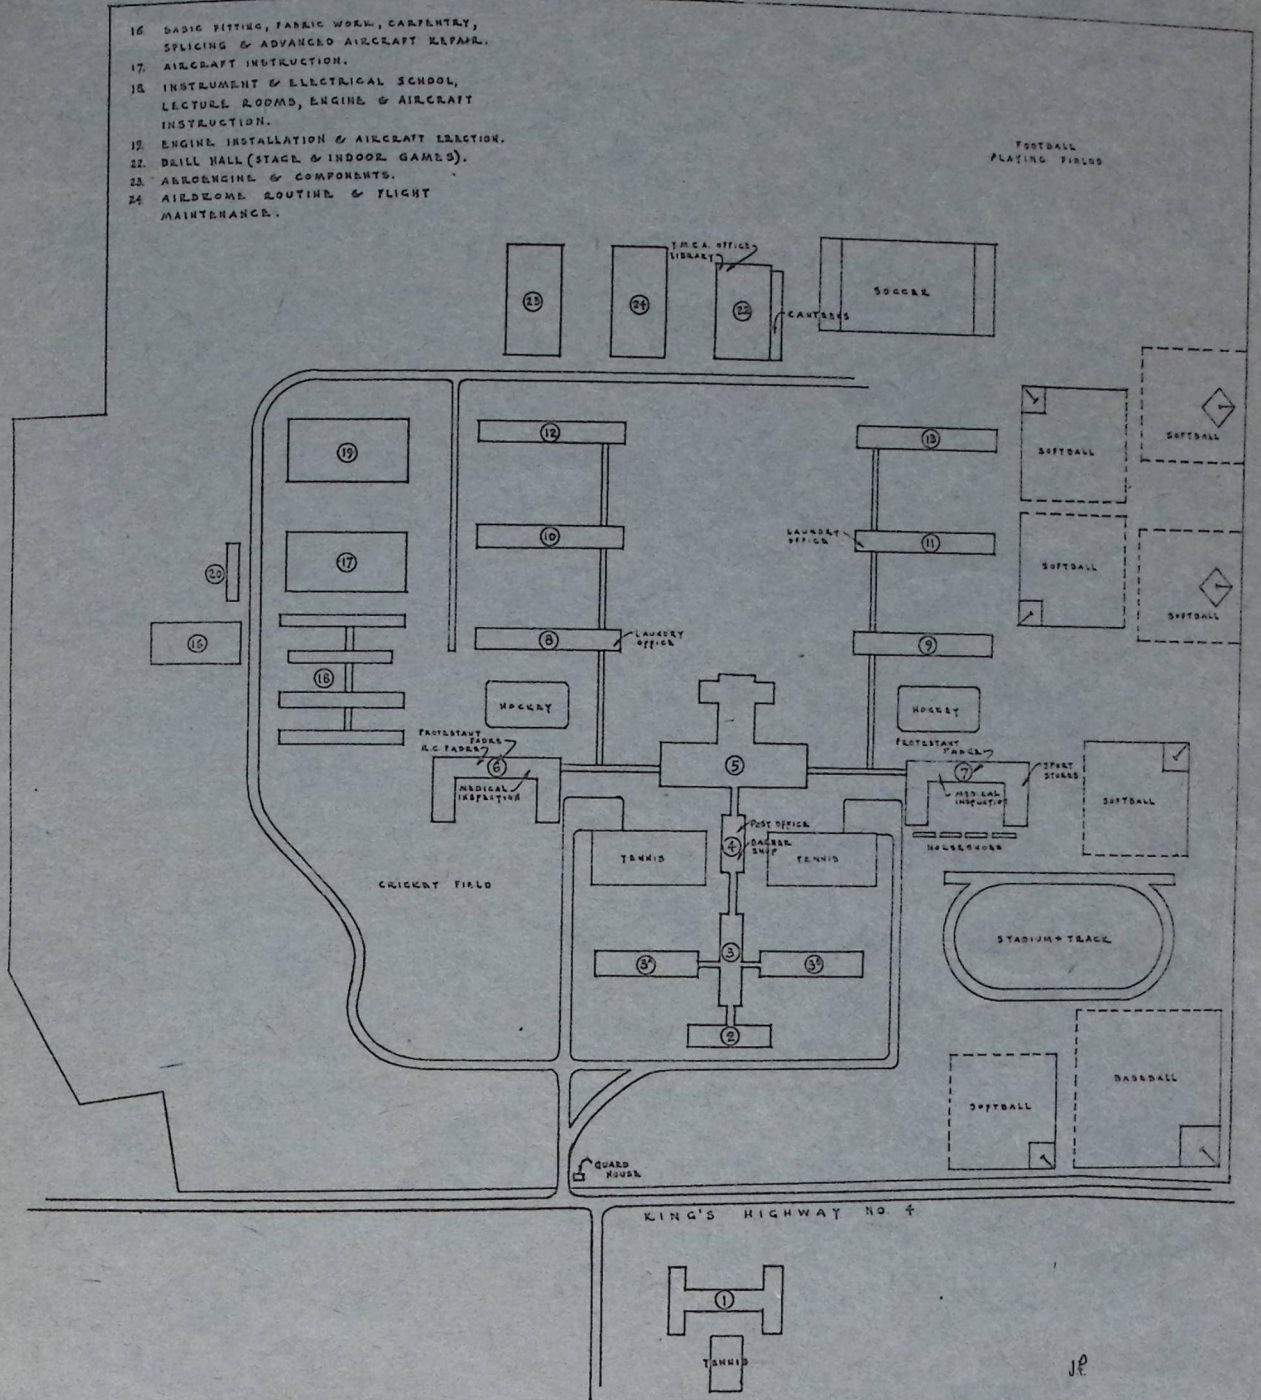 16 BASIC FITTING, FABRIC WORK, CARPENTRY,
SPLICING & ADVANCED AIRCRAFT REPAIR.
17. AIRCRAFT INSTRUCTION.
18 INSTRUMENT & ELECTRICAL SCHOOL,
LECTURE ROOMS, ENGINE & AIRCRAFT
INSTRUCTION.
19. ENGINE INSTALLATION & AIRCRAFT ERECTION.
22. DRILL HALL (STAGE & INDOOR GAMES).
23. AEROENGINE & COMPONENTS.
24 AIRDROME ROUTINE & FLIGHT
MAINTENANCE.
FOOTBALL
PLAYING FIELDS
Y.M.C.A. OFFICE
LIBRARY
23
24
22
CANTEENS
SOCCER
19
12
13
SOFTBALL
SOFTBALL
17
10
LAUNDRY
OFFICE
11
SOFTBALL
SOFTBALL
20
15
8
LAUNDRY
OFFICE
9
18
HOCKEY
HOCKEY
PROTESTANT
PADRE
R.C. PADRE
6
MEDICAL
INSPECTION
5
PROTESTANT
PADRE
7
MEDICAL
INSPECTION
SPORT
STORES
SOFTBALL
HORSESHOES
POST OFFICE
4
BARBER
SHOP
TENNIS
TENNIS
CRICKET FIELD
STADIUM + TRACK
3
2
SOFTBALL
BASEBALL
GUARD
HOUSE
KING'S HIGHWAY NO. 4
1
TENNIS
J.P.